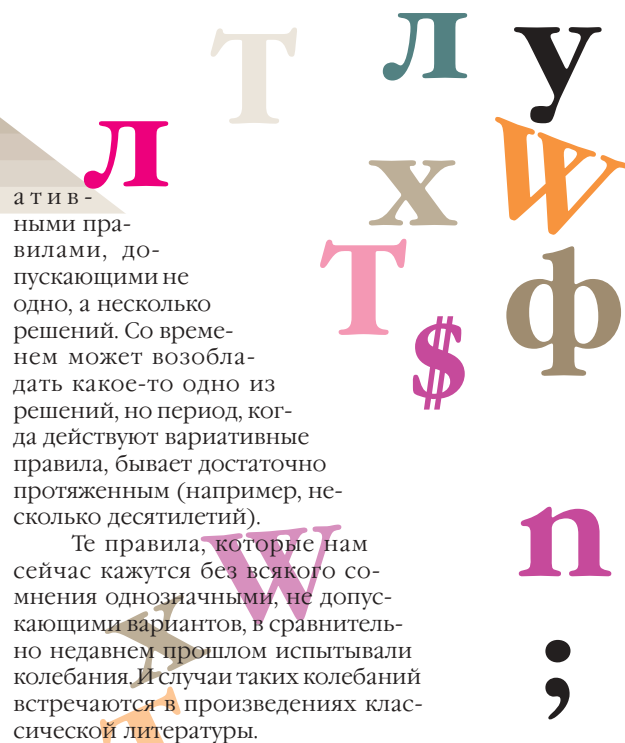 Т
л
у
л
х
W
Т
ф
$
атив-
ными пра-
вилами, до-
пускающими не
одно, а несколько
решений. Со време-
нем может возобла-
дать какое-то одно из
решений, но период, ког-
да действуют вариативные
правила, бывает достаточно
протяженным (например, не-
сколько десятилетий).
n
W
Те правила, которые нам
сейчас кажутся без всякого со-
мнения однозначными, не допус-
кающими вариантов, в сравнитель-
но недавнем прошлом испытывали
колебания. И случаи таких колебаний
встречаются в произведениях клас-
сической литературы.
х
;
Т